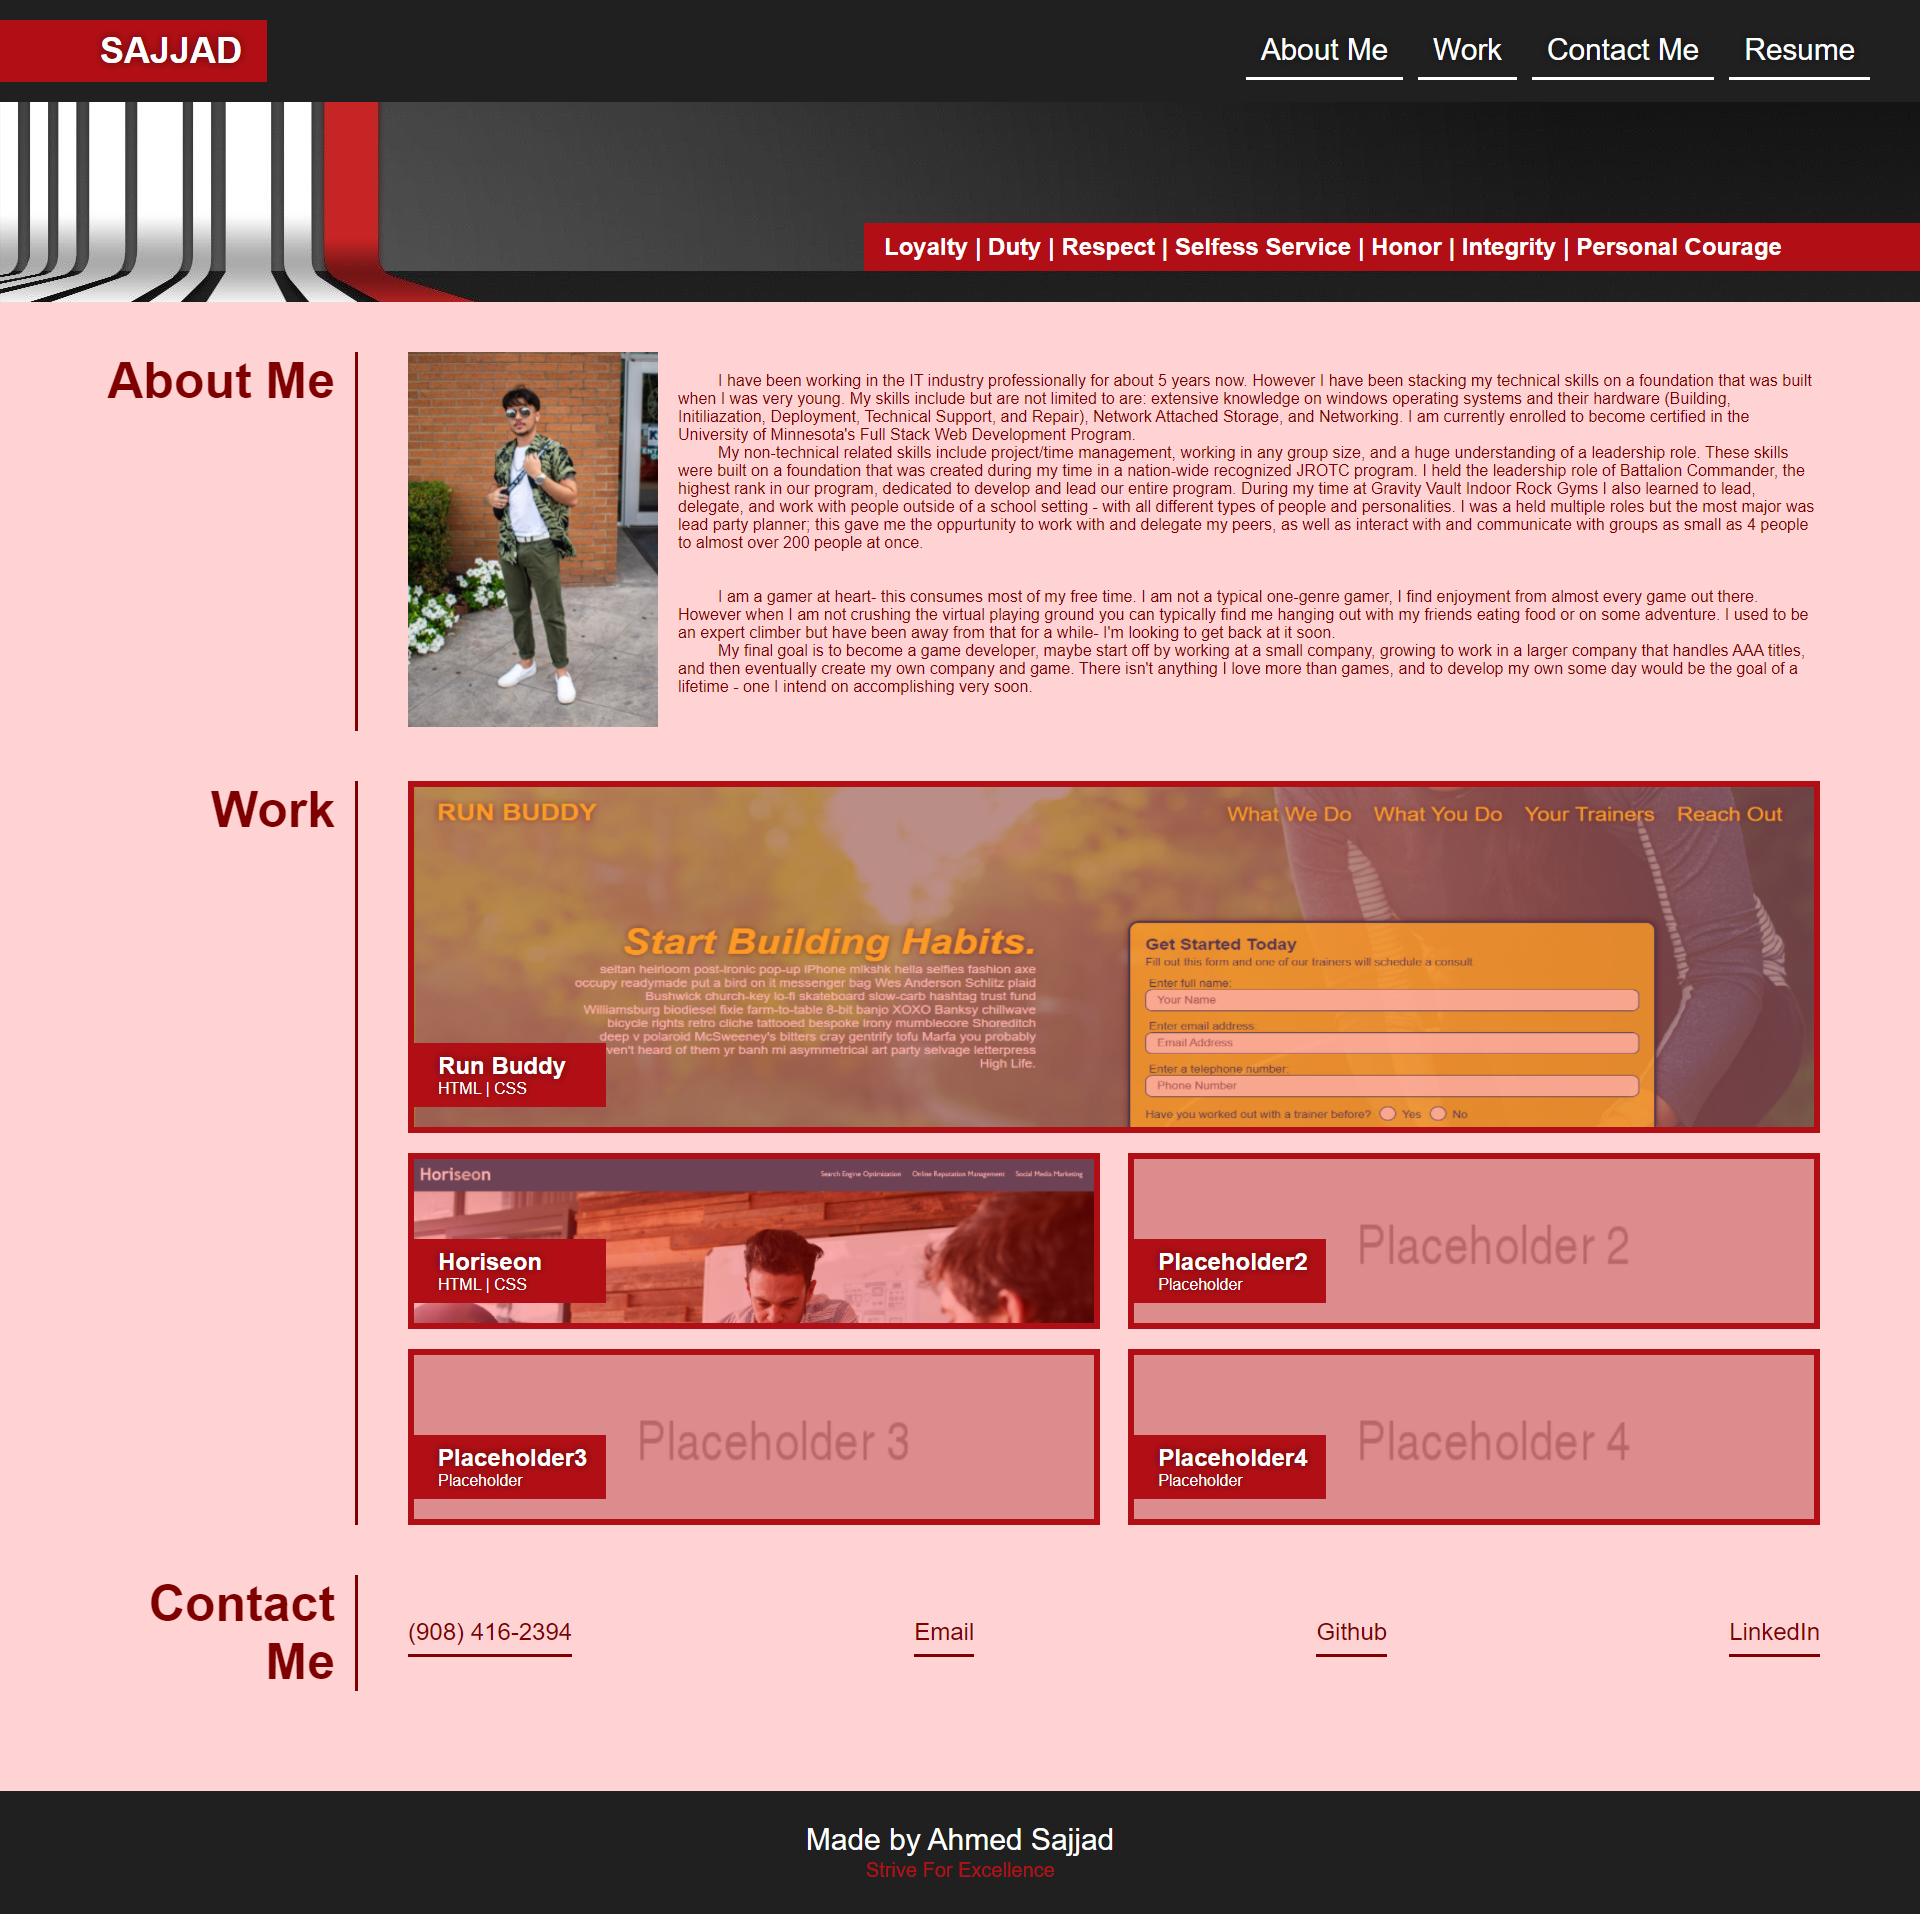 SAJJAD
About Me
Work
Contact Me
Resume
Loyalty | Duty | Respect | Selfess Service | Honor | Integrity | Personal Courage
About Me
I have been working in the IT industry professionally for about 5 years now. However I have been stacking my technical skills on a foundation that was built
when I was very young. My skills include but are not limited to are: extensive knowledge on windows operating systems and their hardware (Building,
Initiliazation, Deployment, Technical Support, and Repair), Network Attached Storage, and Networking. I am currently enrolled to become certified in the
University of Minnesota's Full Stack Web Development Program.
My non-technical related skills include project/time management, working in any group size, and a huge understanding of a leadership role. These skills
were built on a foundation that was created during my time in a nation-wide recognized JROTC program. I held the leadership role of Battalion Commander, the
highest rank in our program, dedicated to develop and lead our entire program. During my time at Gravity Vault Indoor Rock Gyms I also learned to lead,
delegate, and work with people outside of a school setting - with all different types of people and personalities. I was a held multiple roles but the most major was
lead party planner; this gave me the oppurtunity to work with and delegate my peers, as well as interact with and communicate with groups as small as 4 people
to almost over 200 people at once.
I am a gamer at heart- this consumes most of my free time. I am not a typical one-genre gamer, I find enjoyment from almost every game out there.
However when I am not crushing the virtual playing ground you can typically find me hanging out with my friends eating food or on some adventure. I used to be
an expert climber but have been away from that for a while- I'm looking to get back at it soon.
My final goal is to become a game developer, maybe start off by working at a small company, growing to work in a larger company that handles AAA titles,
and then eventually create my own company and game. There isn't anything I love more than games, and to develop my own some day would be the goal of a
lifetime - one I intend on accomplishing very soon.
Work
RUN BUDDY
What We Do
What You Do
Your Trainers
Reach Out
Start Building Habits.
seitan heirloom post-ironic pop-up iPhone mlkshk hella selfies fashion axe
occupy readymade put a bird on it messenger bag Wes Anderson Schlitz plaid
Bushwick church-key lo-fi skateboard slow-carb hashtag trust fund
Williamsburg biodiesel fixie farm-to-table 8-bit banjo XOXO Banksy chillwave
bicycle rights retro cliche tattooed bespoke irony mumblecore Shoreditch
deep v polaroid McSweeney's bitters cray gentrify tofu Marfa you probably
ven't heard of them yr banh mi asymmetrical art party selvage letterpress
High Life.
Get Started Today
Fill out this form and one of our trainers will schedule a consult
Enter full name:
Your Name
Enter email address:
Email Address
Enter a telephone number:
Phone Number
Have you worked out with a trainer before? Yes No
Run Buddy
HTML | CSS
Horiseon
Search Engine Optimization
Online Reputation Management
Social Media Marketing
Horiseon
HTML | CSS
Placeholder 2
Placeholder2
Placeholder
Placeholder 3
Placeholder3
Placeholder
Placeholder 4
Placeholder4
Placeholder
Contact
Me
(908) 416-2394
Email
Github
LinkedIn
Made by Ahmed Sajjad
Strive For Excellence